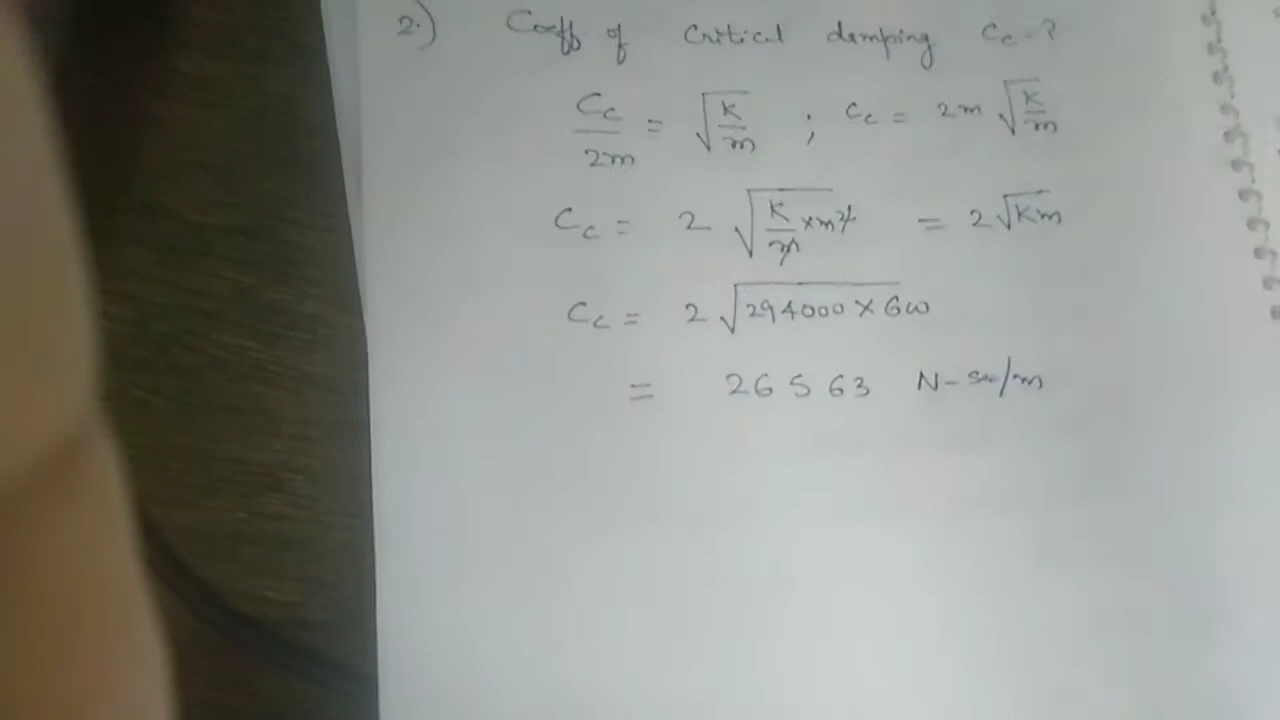 2.) Coeff of critical damping Cc = ?
Cc/2m = √(K/m) ; Cc = 2m √(K/m)
Cc = 2 √(K/m × m²) = 2√Km
Cc = 2 √294000 × 600
= 26563 N-sec/m